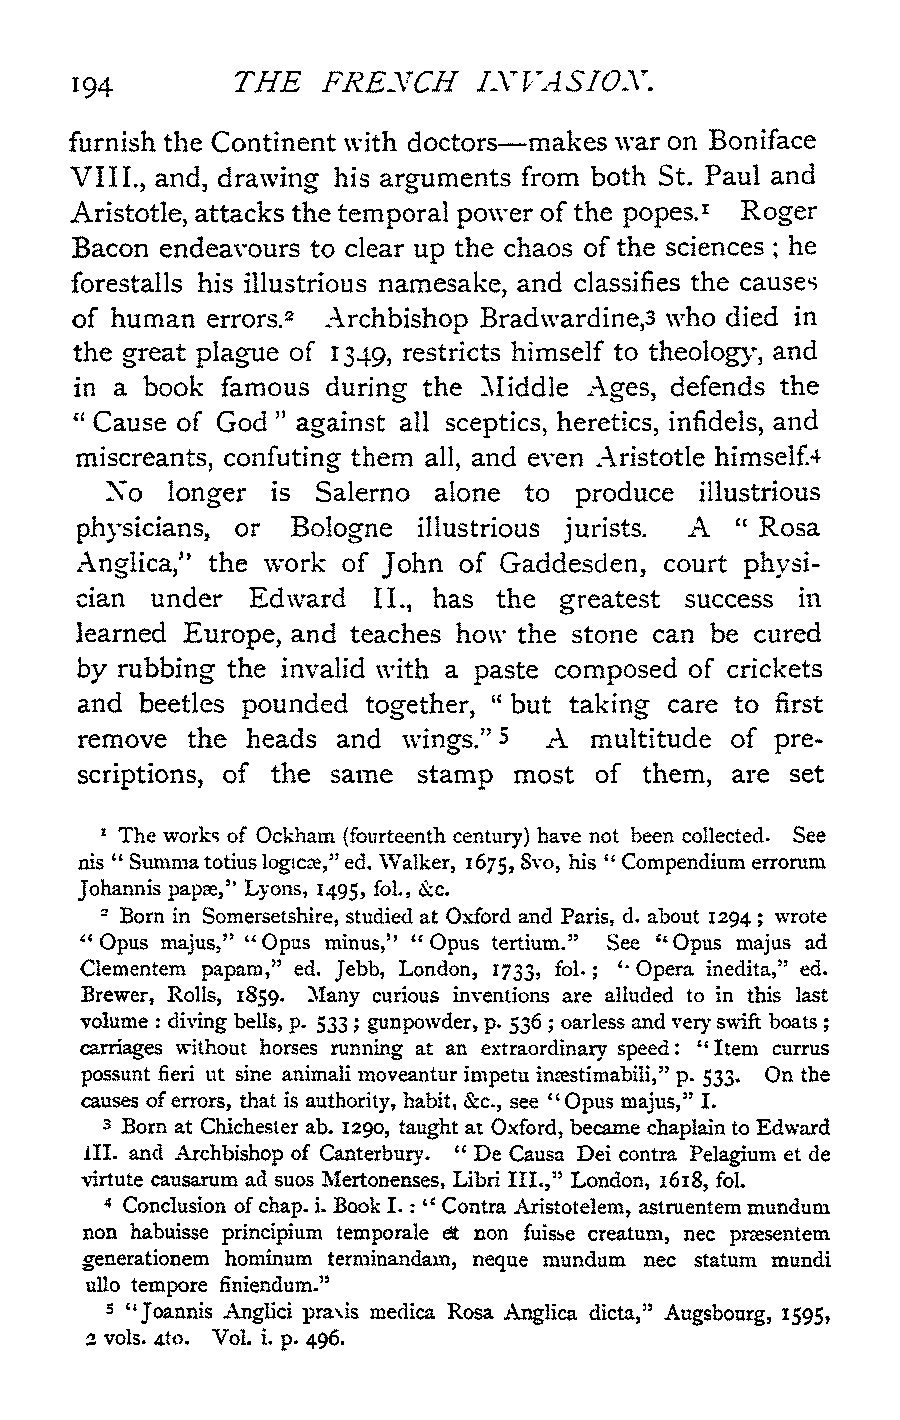 194 THE FRENCH INVASION.
furnish the Continent with doctors—makes war on Boniface
VIII., and, drawing his arguments from both St. Paul and
Aristotle, attacks the temporal power of the popes.¹ Roger
Bacon endeavours to clear up the chaos of the sciences ; he
forestalls his illustrious namesake, and classifies the causes
of human errors.² Archbishop Bradwardine,³ who died in
the great plague of 1349, restricts himself to theology, and
in a book famous during the Middle Ages, defends the
“ Cause of God ” against all sceptics, heretics, infidels, and
miscreants, confuting them all, and even Aristotle himself.⁴
No longer is Salerno alone to produce illustrious
physicians, or Bologne illustrious jurists. A “ Rosa
Anglica,” the work of John of Gaddesden, court physi-
cian under Edward II., has the greatest success in
learned Europe, and teaches how the stone can be cured
by rubbing the invalid with a paste composed of crickets
and beetles pounded together, “ but taking care to first
remove the heads and wings.” ⁵ A multitude of pre-
scriptions, of the same stamp most of them, are set
¹ The works of Ockham (fourteenth century) have not been collected. See
his “ Summa totius logicæ,” ed. Walker, 1675, 8vo, his “ Compendium errorum
Johannis papæ,” Lyons, 1495, fol., &c.
² Born in Somersetshire, studied at Oxford and Paris, d. about 1294 ; wrote
“ Opus majus,” “ Opus minus,” “ Opus tertium.” See “ Opus majus ad
Clementem papam,” ed. Jebb, London, 1733, fol. ; “ Opera inedita,” ed.
Brewer, Rolls, 1859. Many curious inventions are alluded to in this last
volume : diving bells, p. 533 ; gunpowder, p. 536 ; oarless and very swift boats ;
carriages without horses running at an extraordinary speed : “ Item currus
possunt fieri ut sine animali moveantur impetu inæstimabili,” p. 533. On the
causes of errors, that is authority, habit, &c., see “ Opus majus,” I.
³ Born at Chichester ab. 1290, taught at Oxford, became chaplain to Edward
III. and Archbishop of Canterbury. “ De Causa Dei contra Pelagium et de
virtute causarum ad suos Mertonenses, Libri III.,” London, 1618, fol.
⁴ Conclusion of chap. i. Book I. : “ Contra Aristotelem, astruentem mundum
non habuisse principium temporale et non fuisse creatum, nec præsentem
generationem hominum terminandam, neque mundum nec statum mundi
ullo tempore finiendum.”
⁵ “ Joannis Anglici praxis medica Rosa Anglica dicta,” Augsbourg, 1595,
2 vols. 4to. Vol. i. p. 496.